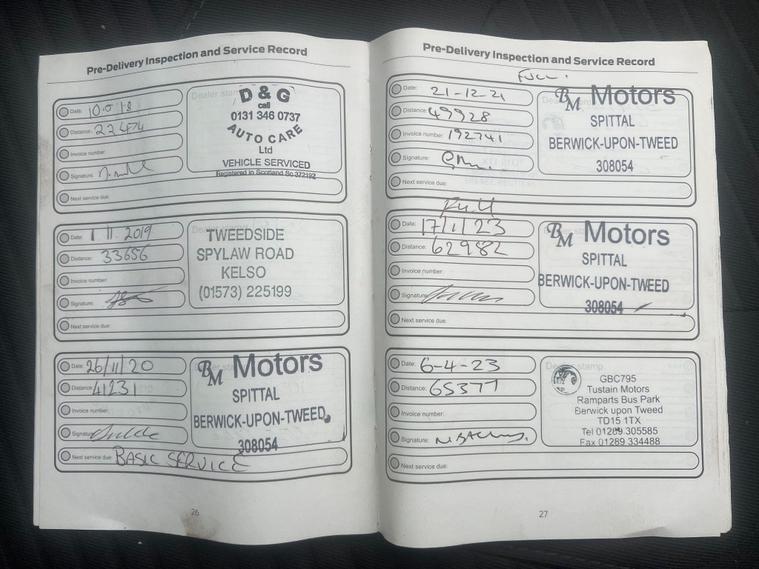 Pre-Delivery Inspection and Service Record
Date:
Distance: 22474
Invoice number:
Signature:
Next service due:
D & G
call
0131 346 0737
AUTO CARE
Ltd
VEHICLE SERVICED
Registered in Scotland Sc 372192
Date: 1 11 2019
Distance: 33656
Invoice number:
Signature:
Next service due:
TWEEDSIDE
SPYLAW ROAD
KELSO
(01573) 225199
Date: 26/11/20
Distance: 41231
Invoice number:
Signature:
Next service due: BASIC SERVICE
BM Motors
SPITTAL
BERWICK-UPON-TWEED
308054
26
Pre-Delivery Inspection and Service Record
Full
Date: 21-12-21
Distance: 49928
Invoice number: 192741
Signature:
Next service due:
BM Motors
SPITTAL
BERWICK-UPON-TWEED
308054
Full
Date: 17/1/23
Distance: 62982
Invoice number:
Signature:
Next service due:
BM Motors
SPITTAL
BERWICK-UPON-TWEED
308054
Date: 6-4-23
Distance: 65377
Invoice number:
Signature:
Next service due:
Dealer stamp
GBC795
Tustain Motors
Ramparts Bus Park
Berwick upon Tweed
TD15 1TX
Tel 01289 305585
Fax 01289 334488
27